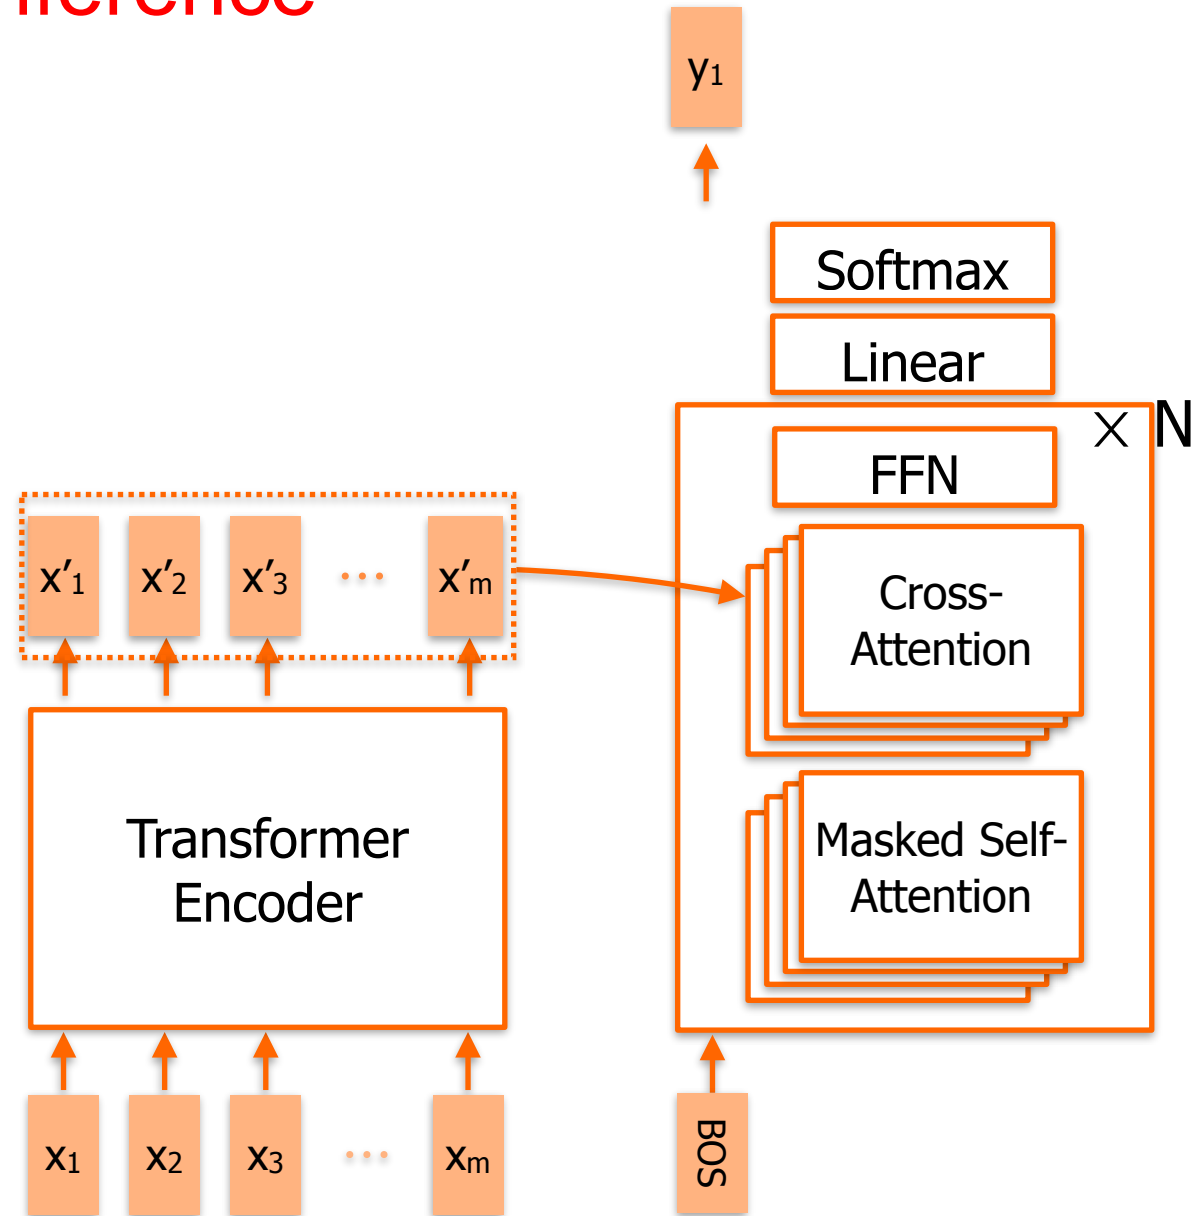 y1
Softmax
Linear
× N
FFN
x′1 x′2 x′3 ··· x′m
Cross-
Attention
Transformer
Encoder
Masked Self-
Attention
x1 x2 x3 ··· xm
BOS